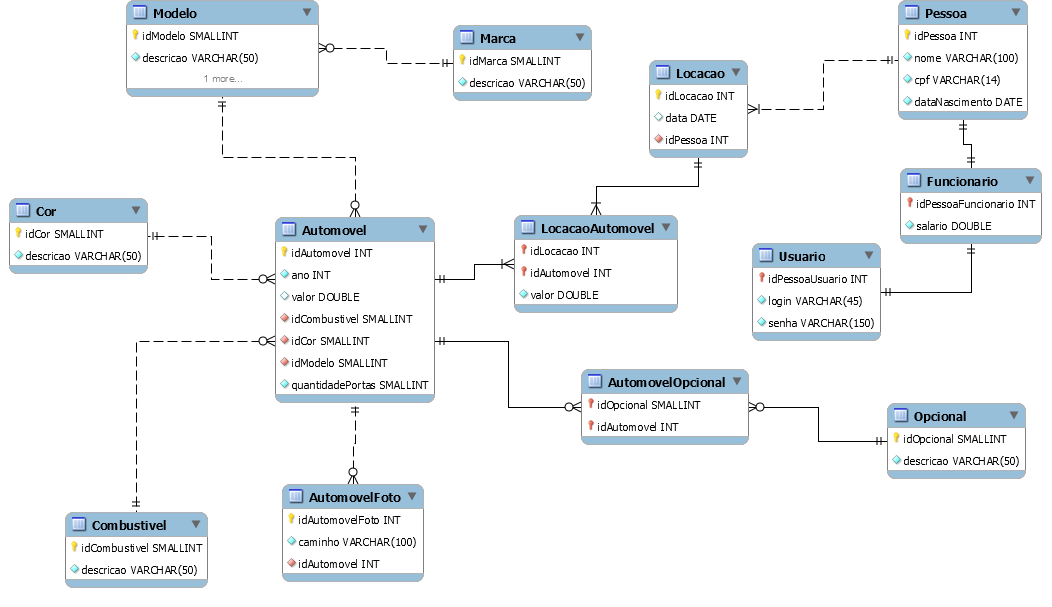 Modelo
idModelo SMALLINT
descricao VARCHAR(50)
1 more...
Marca
idMarca SMALLINT
descricao VARCHAR(50)
Locacao
idLocacao INT
data DATE
idPessoa INT
Pessoa
idPessoa INT
nome VARCHAR(100)
cpf VARCHAR(14)
dataNascimento DATE
Funcionario
idPessoaFuncionario INT
salario DOUBLE
Cor
idCor SMALLINT
descricao VARCHAR(50)
Automovel
idAutomovel INT
ano INT
valor DOUBLE
idCombustivel SMALLINT
idCor SMALLINT
idModelo SMALLINT
quantidadePortas SMALLINT
LocacaoAutomovel
idLocacao INT
idAutomovel INT
valor DOUBLE
Usuario
idPessoaUsuario INT
login VARCHAR(45)
senha VARCHAR(150)
AutomovelOpcional
idOpcional SMALLINT
idAutomovel INT
Opcional
idOpcional SMALLINT
descricao VARCHAR(50)
AutomovelFoto
idAutomovelFoto INT
caminho VARCHAR(100)
idAutomovel INT
Combustivel
idCombustivel SMALLINT
descricao VARCHAR(50)